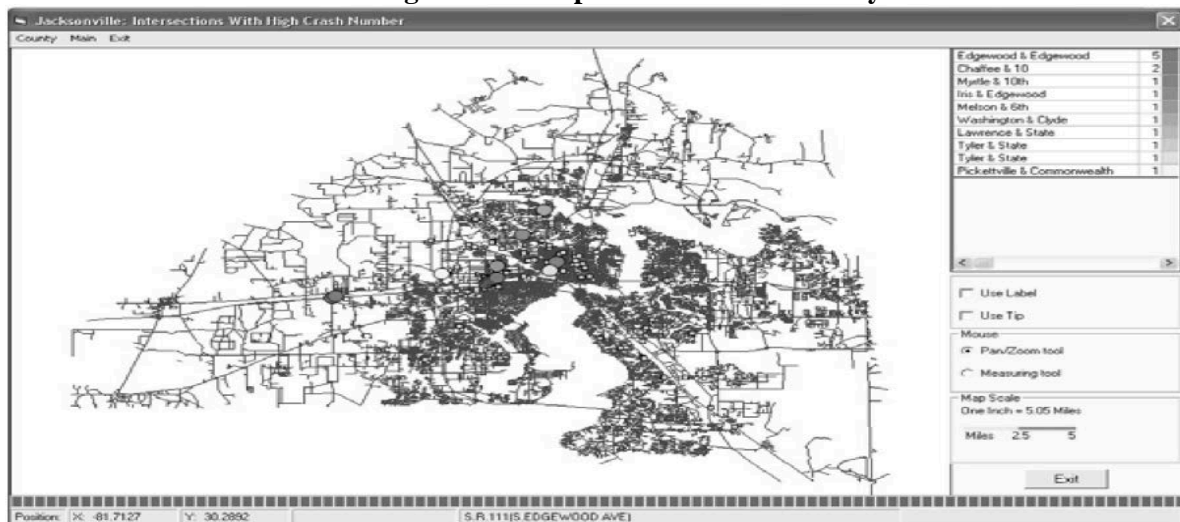 Jacksonville: Intersections With High Crash Number
County Main Exit
Edgewood & Edgewood 5
Chaffee & 10 2
Myrtle & 10th 1
Iris & Edgewood 1
Melson & 6th 1
Washington & Clyde 1
Lawrence & State 1
Tyler & State 1
Tyler & State 1
Pickettville & Commonwealth 1
Use Label
Use Tip
Mouse
Pan/Zoom tool
Measuring tool
Map Scale
One Inch = 5.05 Miles
Miles 2.5 5
Exit
Position: X: -81.7127 Y: 30.2892 S.R.111(S.EDGEWOOD AVE)